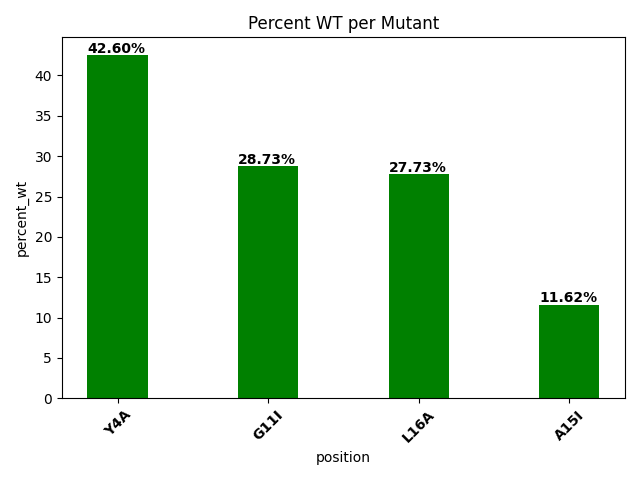 Percent WT per Mutant
42.60%
28.73%
27.73%
11.62%
40
35
30
25
20
15
10
5
0
percent_wt
Y4A
G11I
L16A
A15I
position